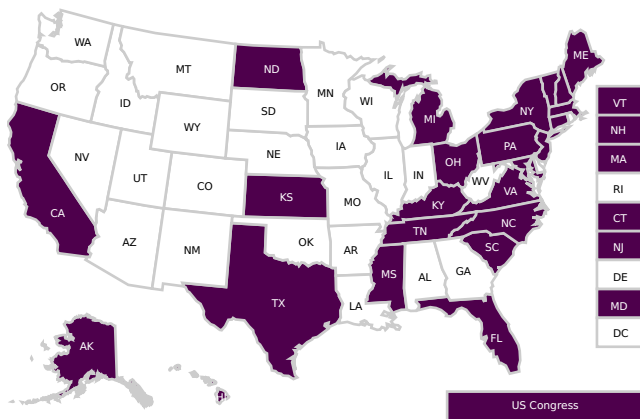 WA
ME
MT
ND
OR
MN
VT
ID
WI
SD
NY
NH
WY
MI
MA
PA
IA
NE
OH
NV
IL
IN
RI
UT
WV
VA
CO
KS
MO
KY
CT
CA
NC
TN
NJ
OK
AZ
AR
NM
SC
DE
MS
AL
GA
TX
MD
LA
DC
FL
AK
HI
US Congress